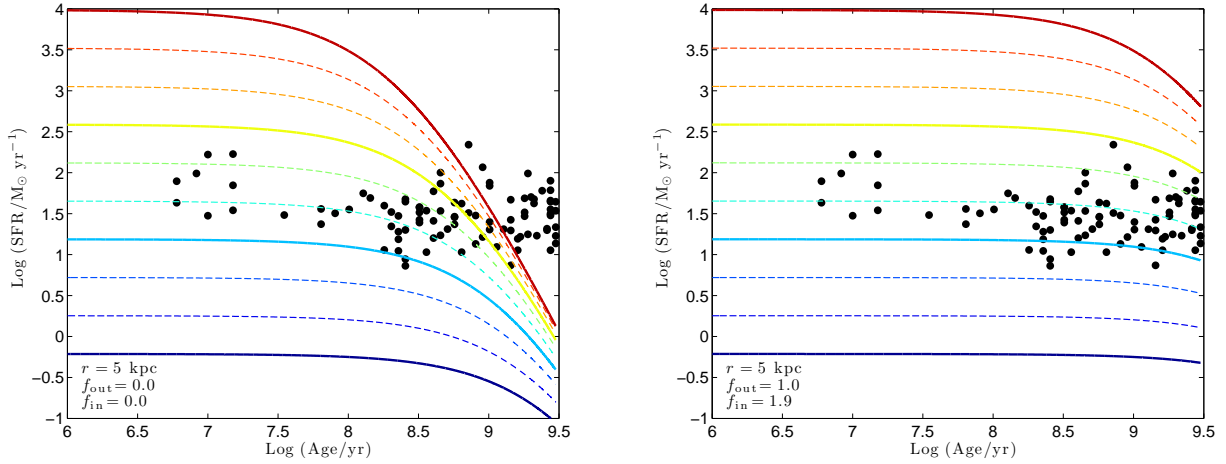 4
3.5
3
2.5
2
1.5
1
0.5
0
−0.5
−1
Log (SFR/M⊙ yr⁻¹)
r = 5 kpc
f_out = 0.0
f_in = 0.0
6 6.5 7 7.5 8 8.5 9 9.5
Log (Age/yr)
4
3.5
3
2.5
2
1.5
1
0.5
0
−0.5
−1
Log (SFR/M⊙ yr⁻¹)
r = 5 kpc
f_out = 1.0
f_in = 1.9
6 6.5 7 7.5 8 8.5 9 9.5
Log (Age/yr)